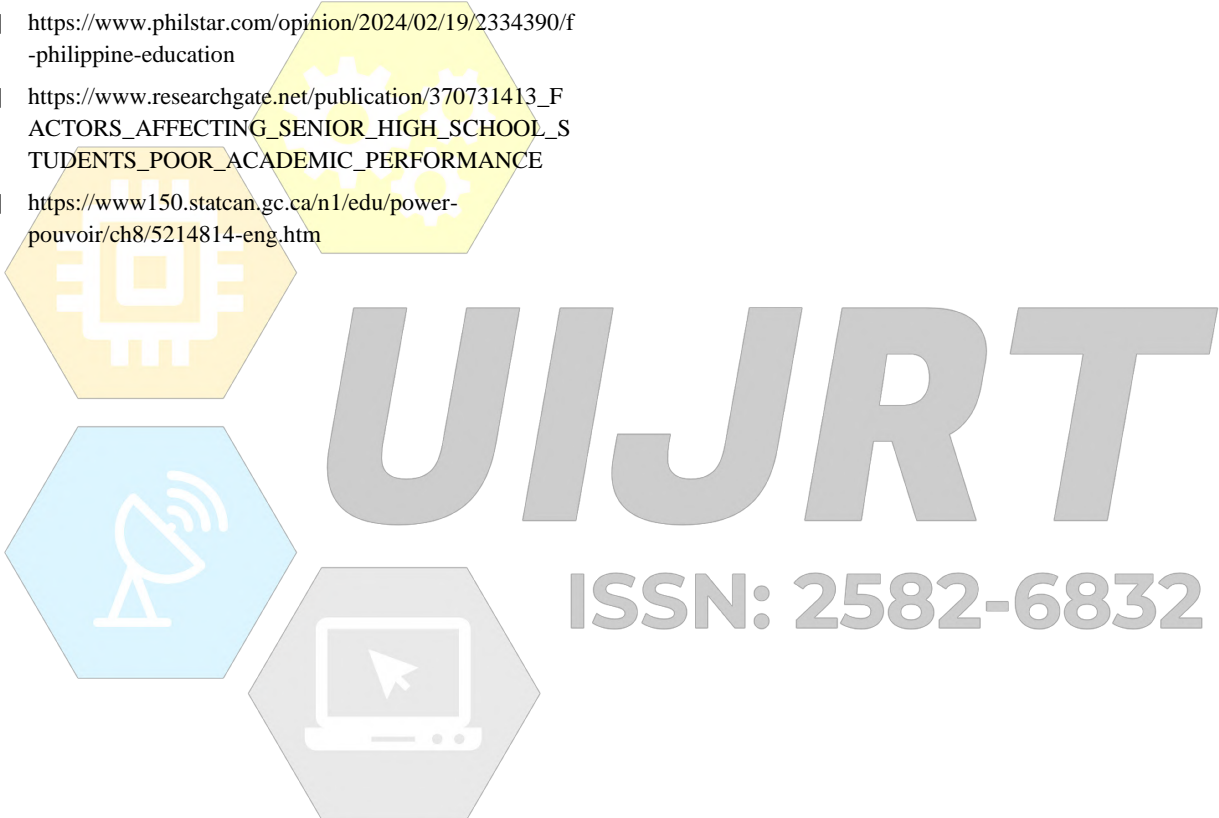 ] https://www.philstar.com/opinion/2024/02/19/2334390/f
-philippine-education
] https://www.researchgate.net/publication/370731413_F
ACTORS_AFFECTING_SENIOR_HIGH_SCHOOL_S
TUDENTS_POOR_ACADEMIC_PERFORMANCE
] https://www150.statcan.gc.ca/n1/edu/power-
pouvoir/ch8/5214814-eng.htm
UIJRT
ISSN: 2582-6832